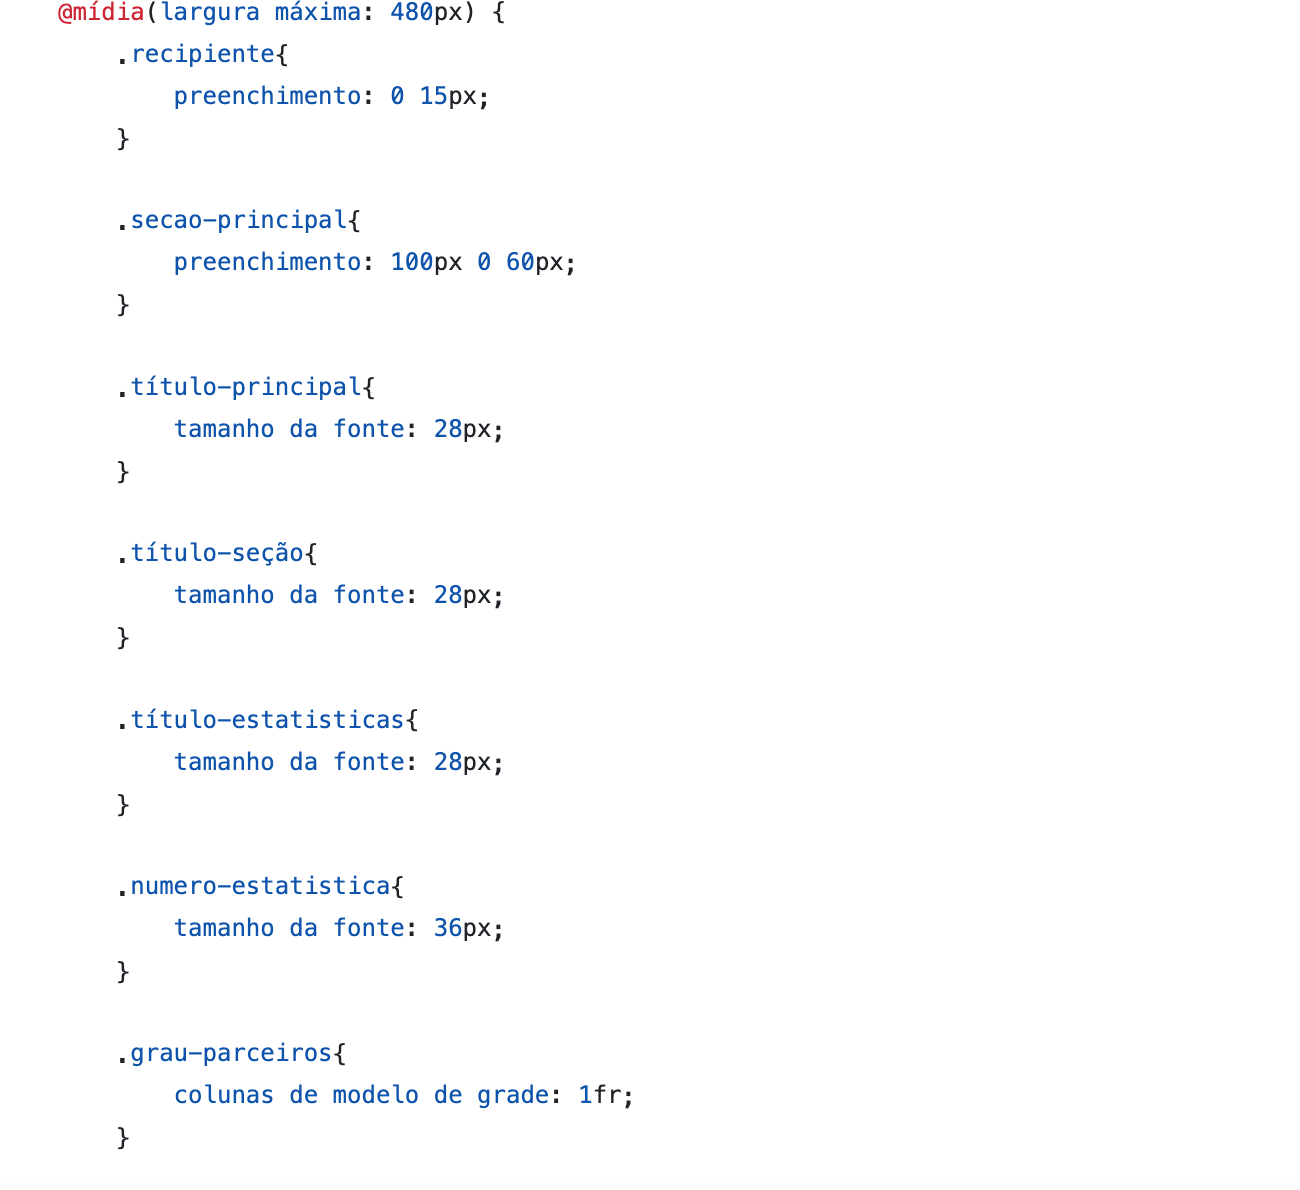 @mídia(largura máxima: 480px) {
.recipiente{
preenchimento: 0 15px;
}
.secao-principal{
preenchimento: 100px 0 60px;
}
.título-principal{
tamanho da fonte: 28px;
}
.título-seção{
tamanho da fonte: 28px;
}
.título-estatisticas{
tamanho da fonte: 28px;
}
.numero-estatistica{
tamanho da fonte: 36px;
}
.grau-parceiros{
colunas de modelo de grade: 1fr;
}